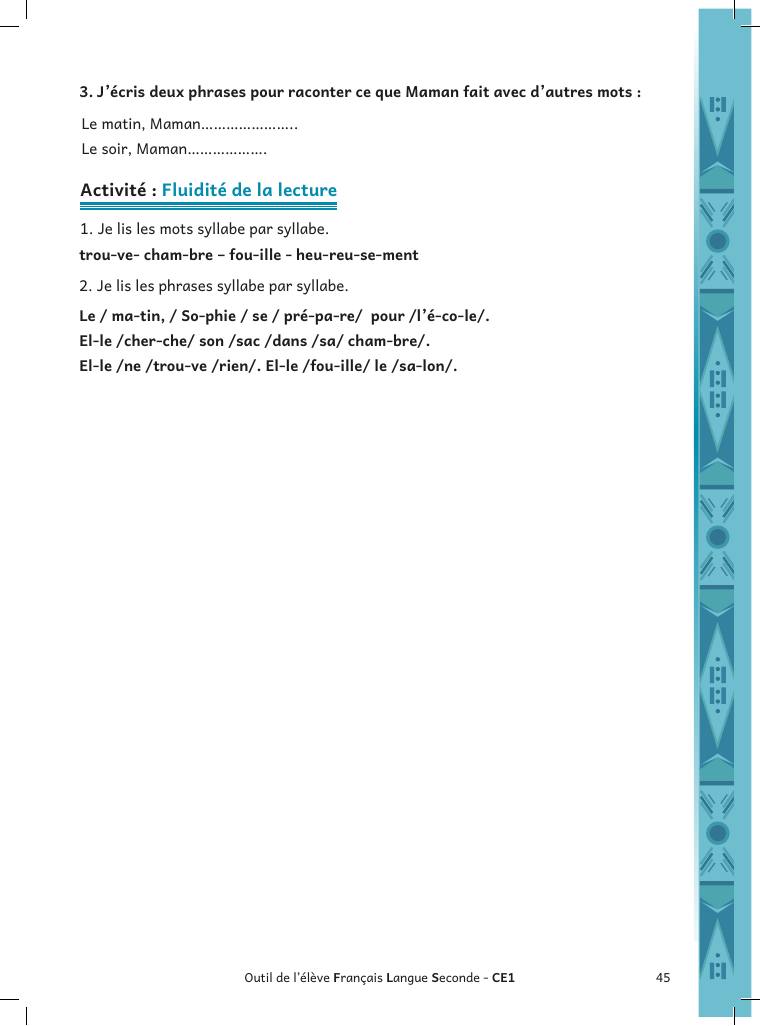 3. J’écris deux phrases pour raconter ce que Maman fait avec d’autres mots :
Le matin, Maman…………………..
Le soir, Maman……………….
Activité : Fluidité de la lecture
1. Je lis les mots syllabe par syllabe.
trou-ve- cham-bre – fou-ille - heu-reu-se-ment
2. Je lis les phrases syllabe par syllabe.
Le / ma-tin, / So-phie / se / pré-pa-re/ pour /l’é-co-le/.
El-le /cher-che/ son /sac /dans /sa/ cham-bre/.
El-le /ne /trou-ve /rien/. El-le /fou-ille/ le /sa-lon/.
Outil de l’élève Français Langue Seconde - CE1 45